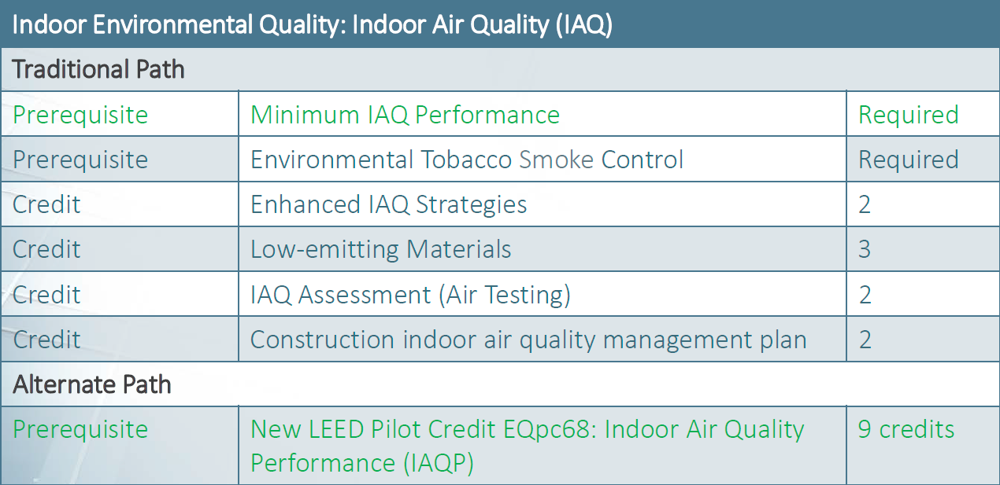 Indoor Environmental Quality: Indoor Air Quality (IAQ)
Traditional Path
Prerequisite Minimum IAQ Performance Required
Prerequisite Environmental Tobacco Smoke Control Required
Credit Enhanced IAQ Strategies 2
Credit Low-emitting Materials 3
Credit IAQ Assessment (Air Testing) 2
Credit Construction indoor air quality management plan 2
Alternate Path
Prerequisite New LEED Pilot Credit EQpc68: Indoor Air Quality 9 credits
Performance (IAQP)